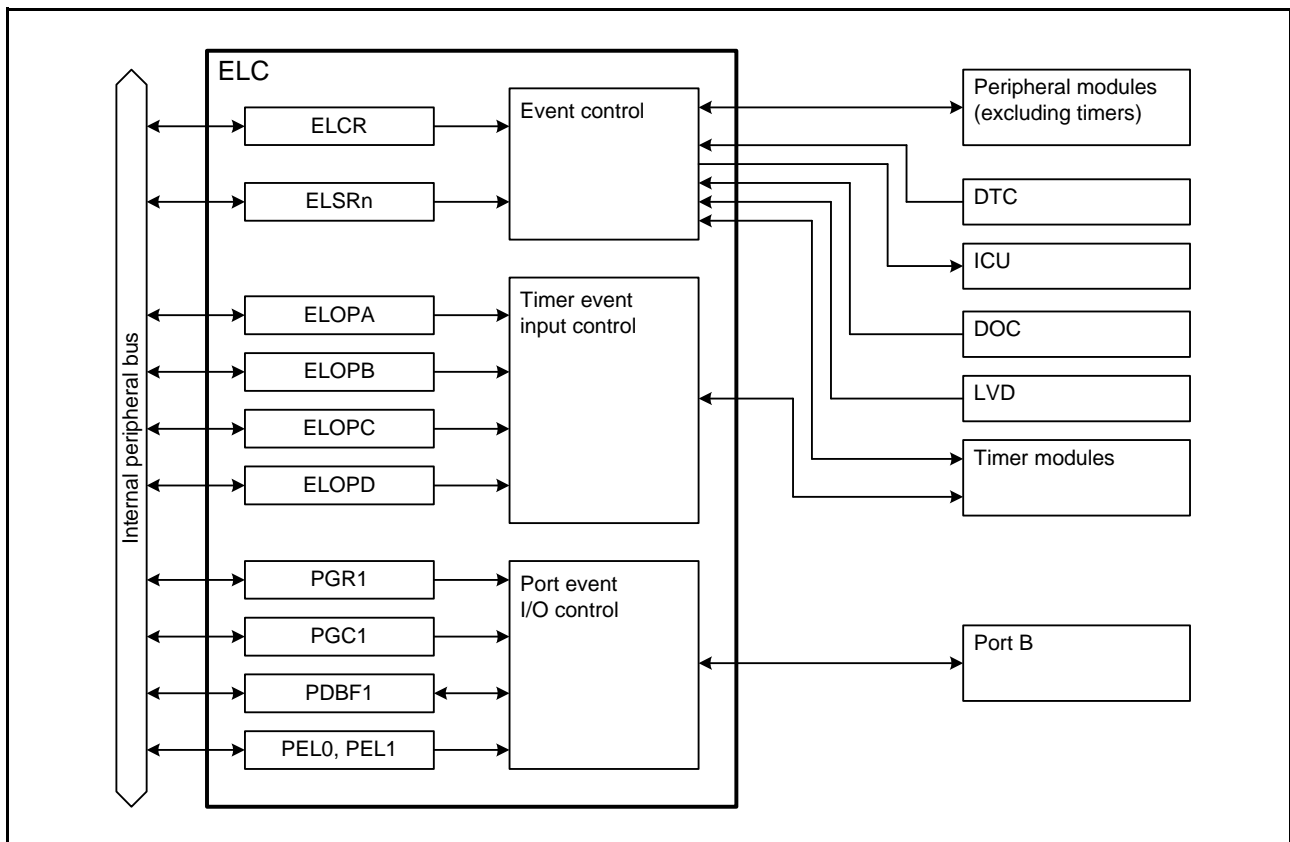 ELC
Internal peripheral bus
ELCR
ELSRn
ELOPA
ELOPB
ELOPC
ELOPD
PGR1
PGC1
PDBF1
PEL0, PEL1
Event control
Timer event
input control
Port event
I/O control
Peripheral modules
(excluding timers)
DTC
ICU
DOC
LVD
Timer modules
Port B